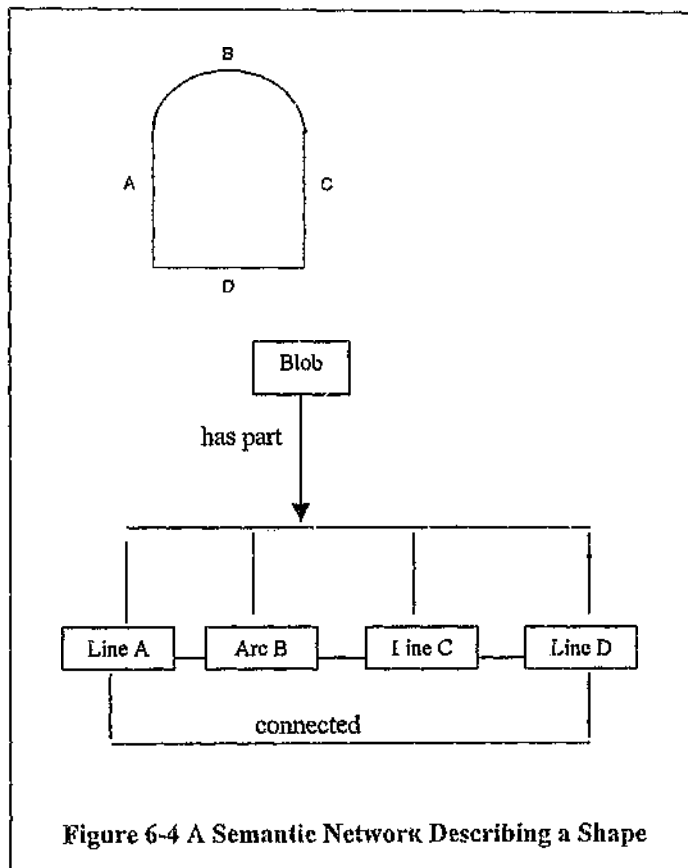 B
A C
D
Blob
has part
Line A Arc B Line C Line D
connected
Figure 6-4 A Semantic Network Describing a Shape